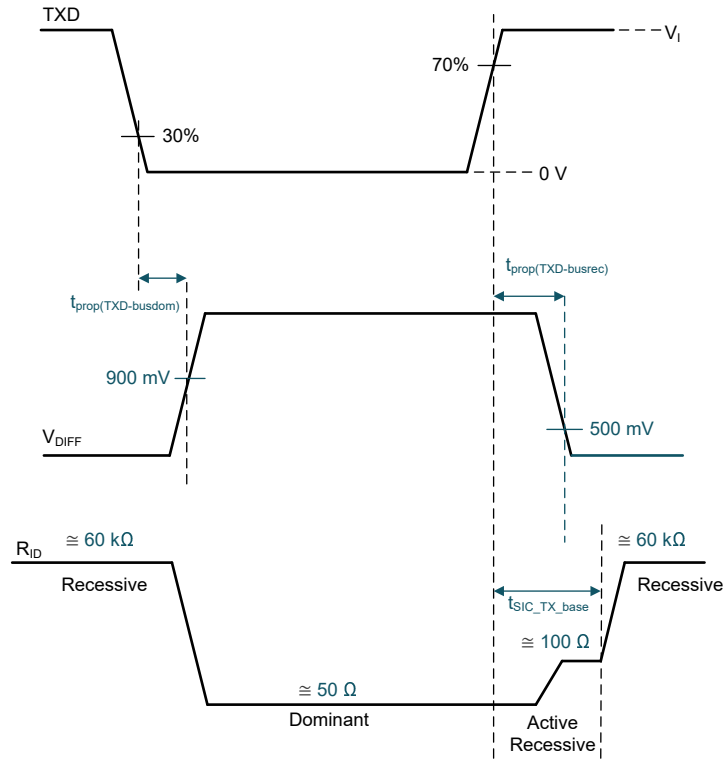 TXD
V_I
70%
30%
0 V
t_prop(TXD-busrec)
t_prop(TXD-busdom)
900 mV
500 mV
V_DIFF
R_ID
≅ 60 kΩ
≅ 60 kΩ
Recessive
Recessive
t_SIC_TX_base
≅ 100 Ω
≅ 50 Ω
Dominant
Active
Recessive